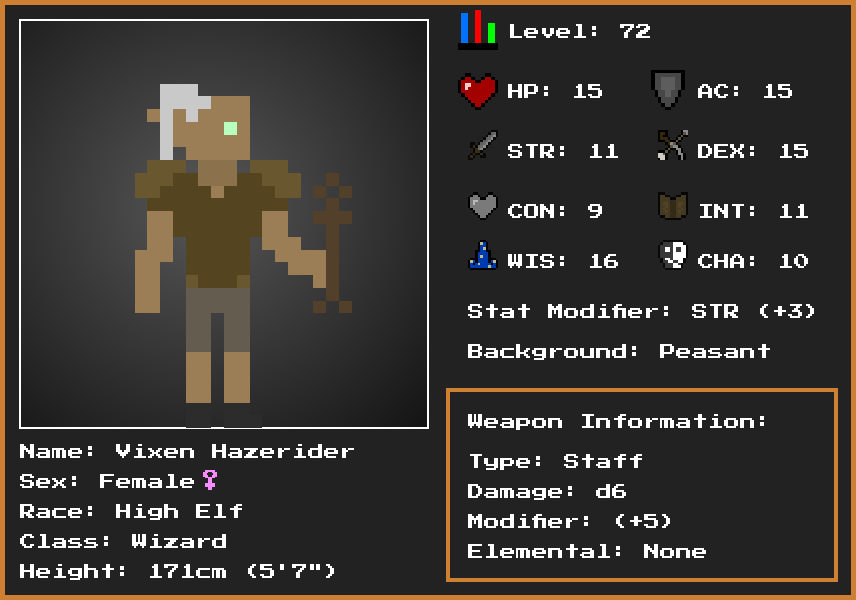 Level: 72
HP: 15
AC: 15
STR: 11
DEX: 15
CON: 9
INT: 11
WIS: 16
CHA: 10
Stat Modifier: STR (+3)
Background: Peasant
Weapon Information:
Type: Staff
Damage: d6
Modifier: (+5)
Elemental: None
Name: Vixen Hazerider
Sex: Female♀
Race: High Elf
Class: Wizard
Height: 171cm (5'7")